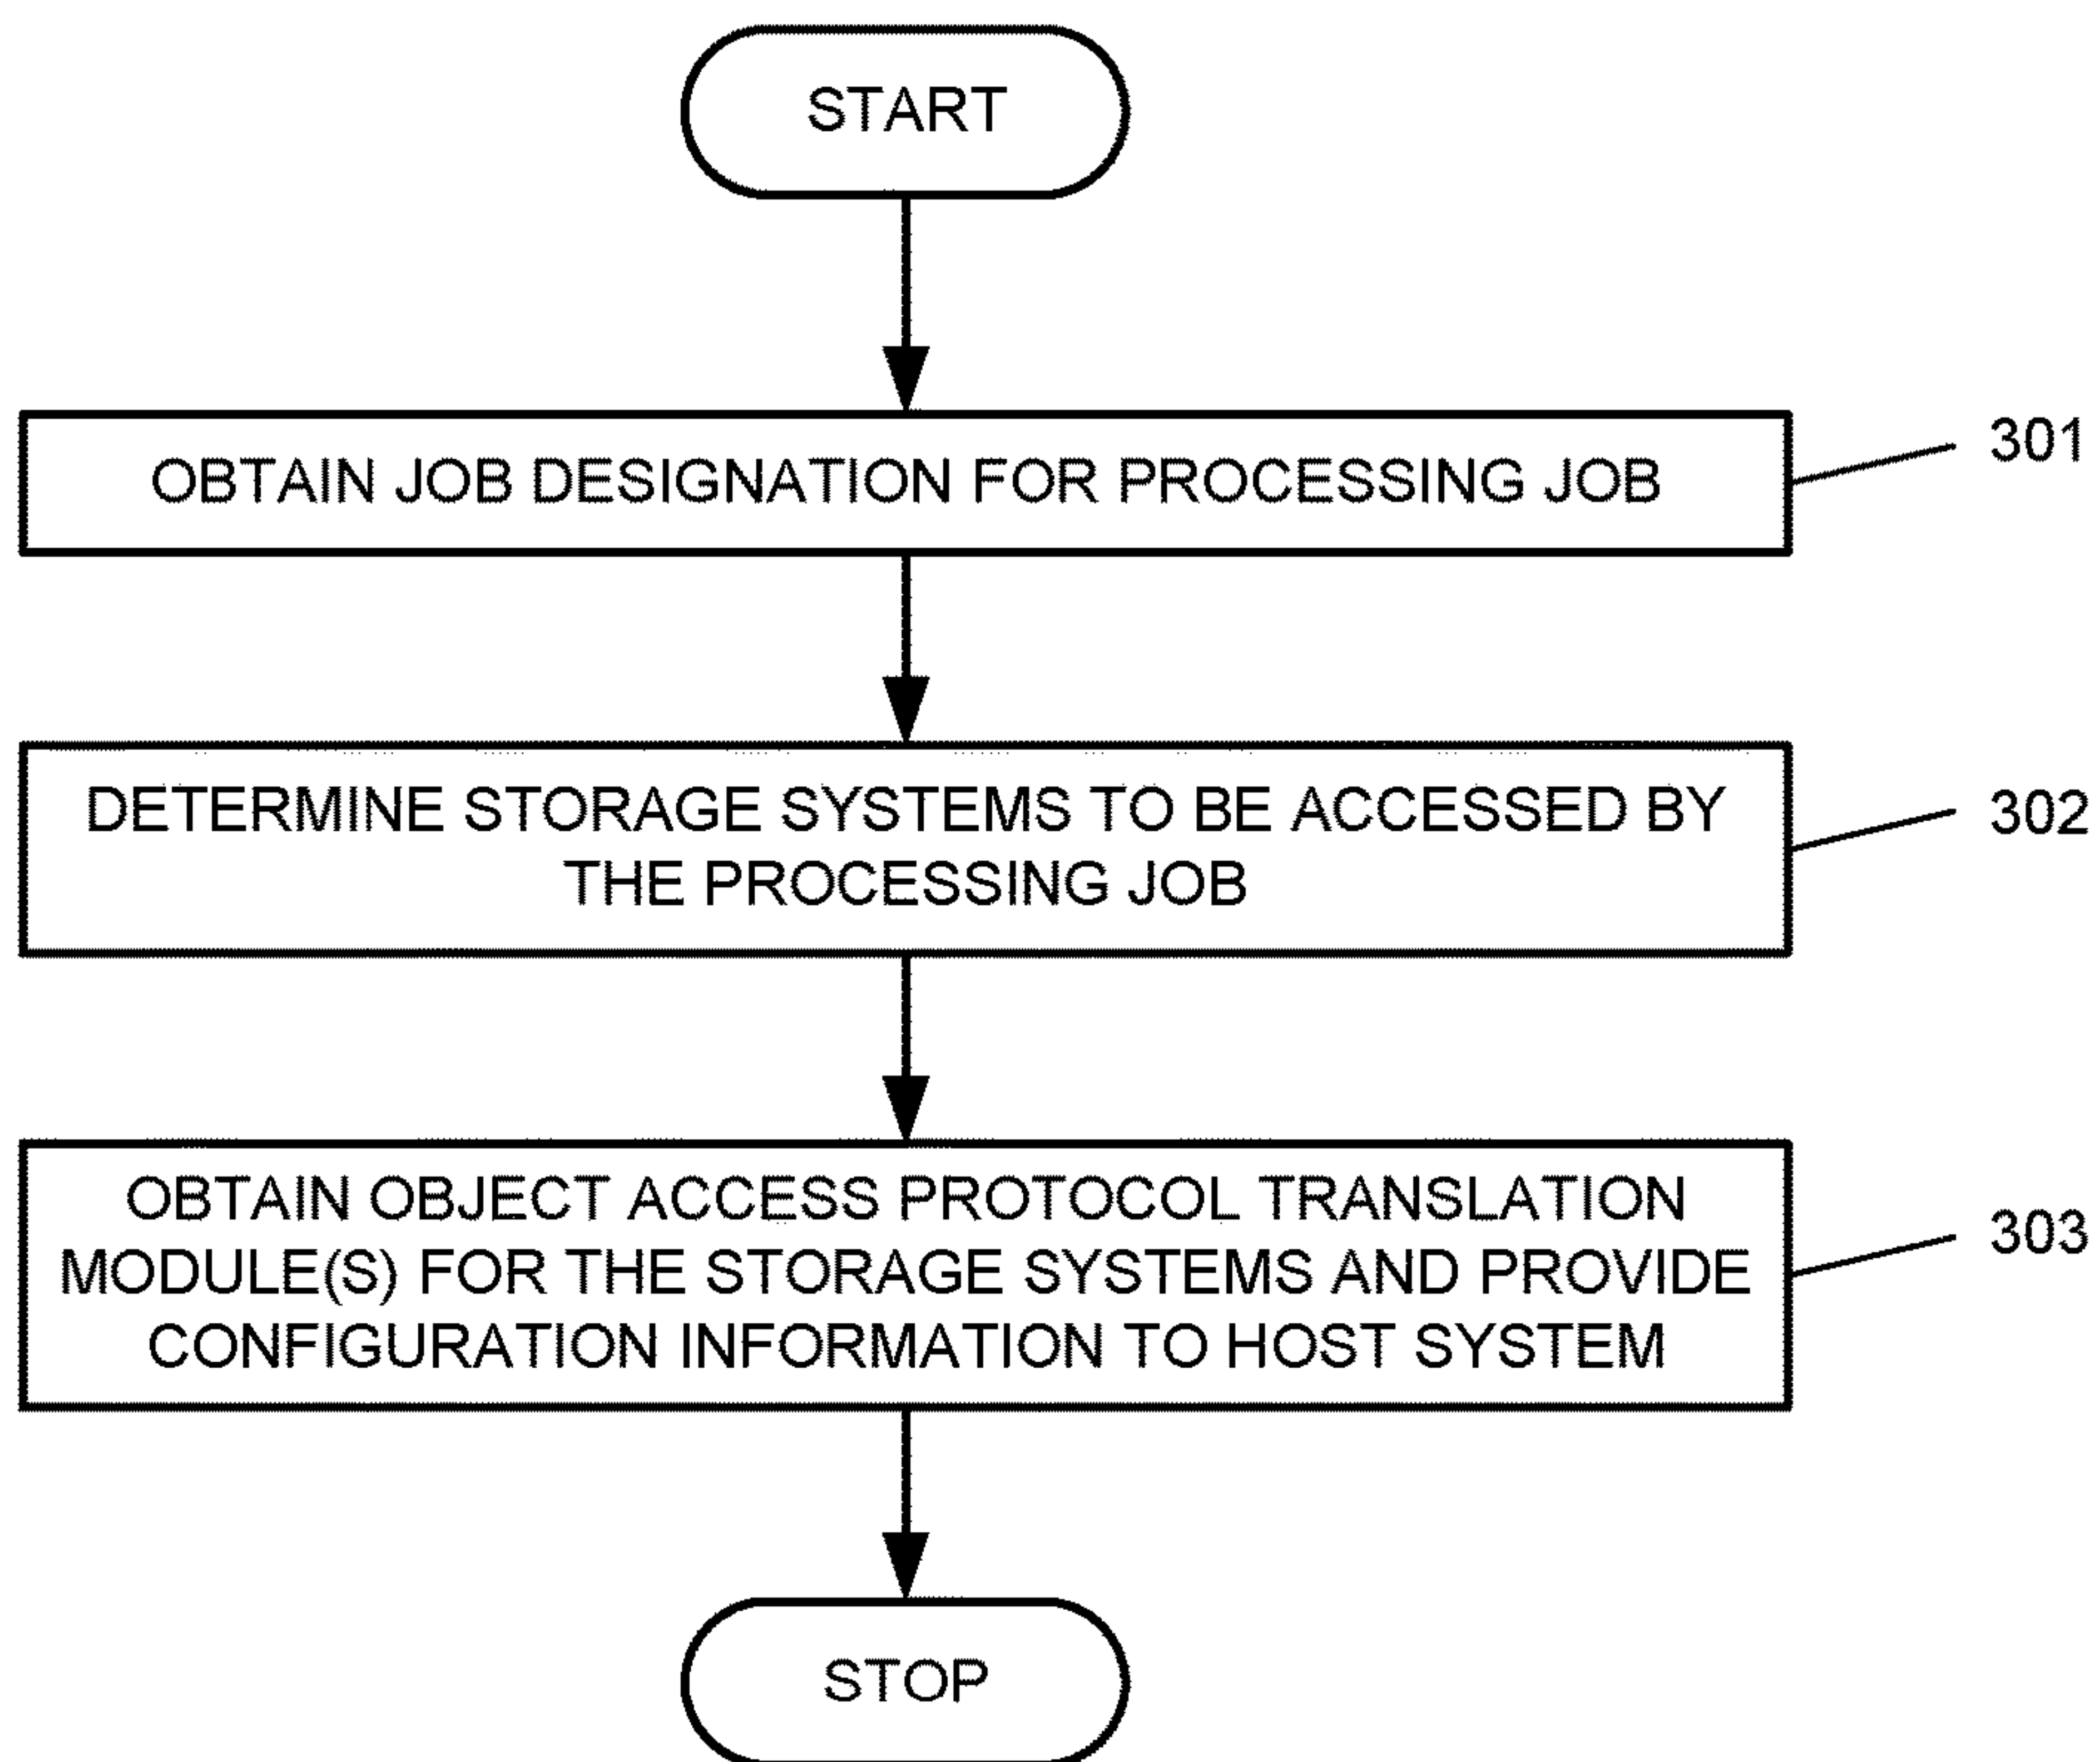 START
OBTAIN JOB DESIGNATION FOR PROCESSING JOB
301
DETERMINE STORAGE SYSTEMS TO BE ACCESSED BY
THE PROCESSING JOB
302
OBTAIN OBJECT ACCESS PROTOCOL TRANSLATION
MODULE(S) FOR THE STORAGE SYSTEMS AND PROVIDE
CONFIGURATION INFORMATION TO HOST SYSTEM
303
STOP